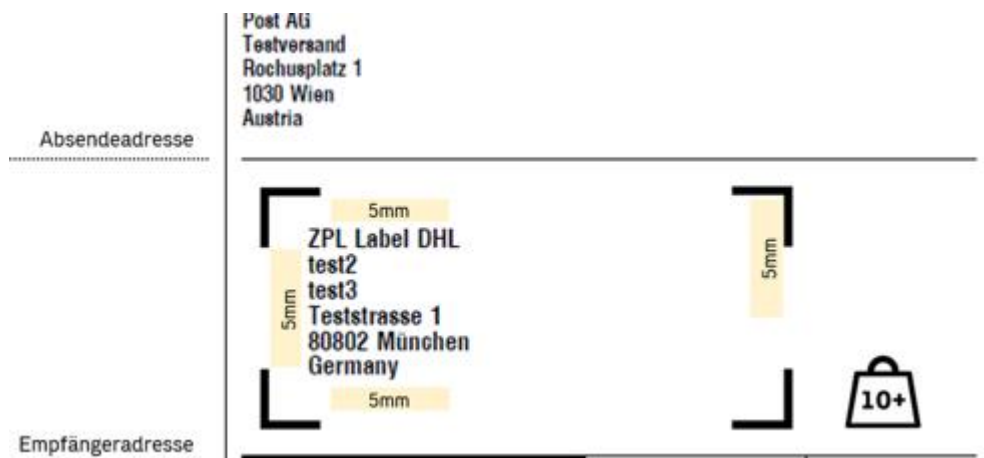 Post AG
Testversand
Rochusplatz 1
1030 Wien
Austria
Absendeadresse
5mm
ZPL Label DHL
test2
test3
Teststrasse 1
80802 München
Germany
5mm
5mm
5mm
10+
Empfängeradresse